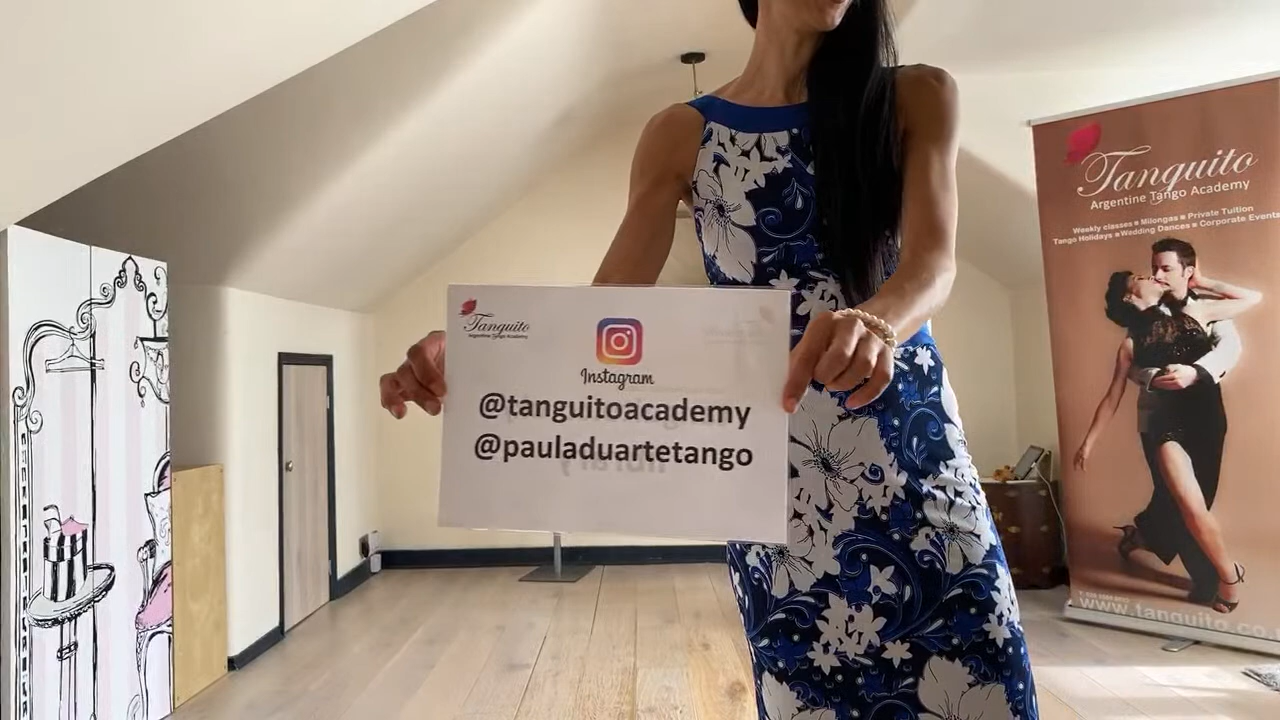 Tanguito
Argentine Tango Academy
Instagram
@tanguitoacademy
@pauladuartetango
Tanguito
Argentine Tango Academy
Weekly classes ▪ Milongas ▪ Private Tuition
Tango Holidays ▪ Wedding Dances ▪ Corporate Events
www.tanguito.co.